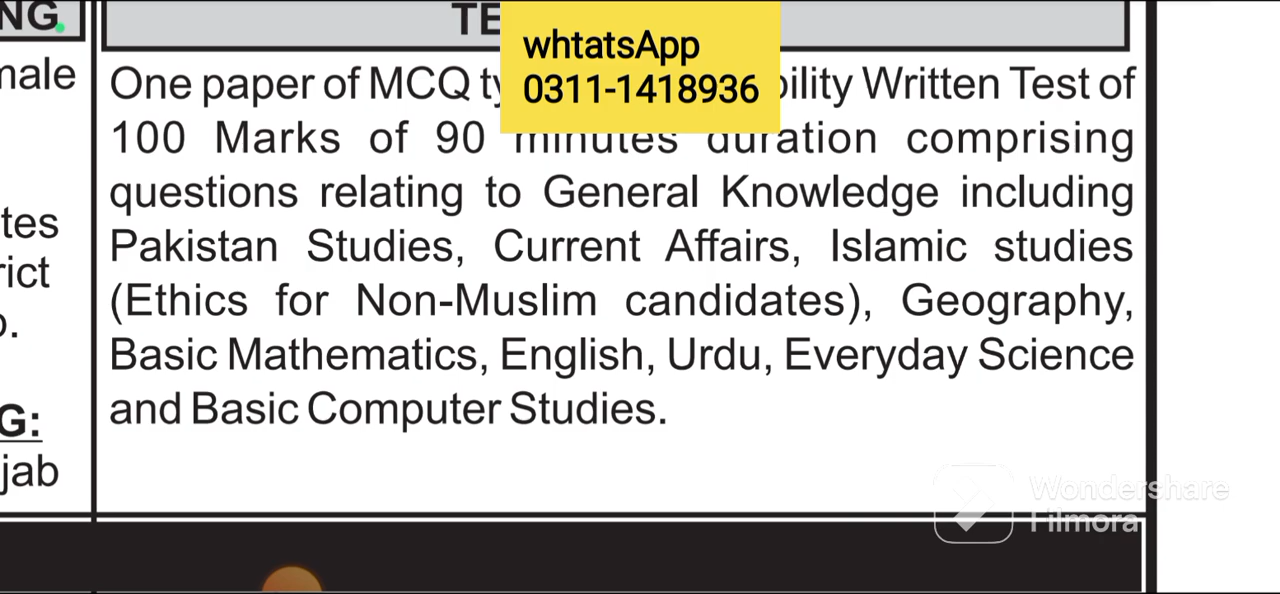 NG.
TE
whtatsApp
0311-1418936
male
One paper of MCQ ty
bility Written Test of
100 Marks of 90 minutes duration comprising
questions relating to General Knowledge including
tes
Pakistan Studies, Current Affairs, Islamic studies
rict
(Ethics for Non-Muslim candidates), Geography,
o.
Basic Mathematics, English, Urdu, Everyday Science
and Basic Computer Studies.
G:
jab
Wondershare
Filmora